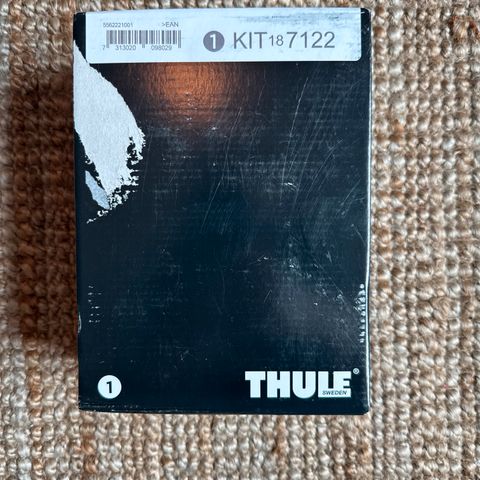 5562221001 >EAN
7 313020 098029
1 KIT 18 7122
1 THULE®
SWEDEN